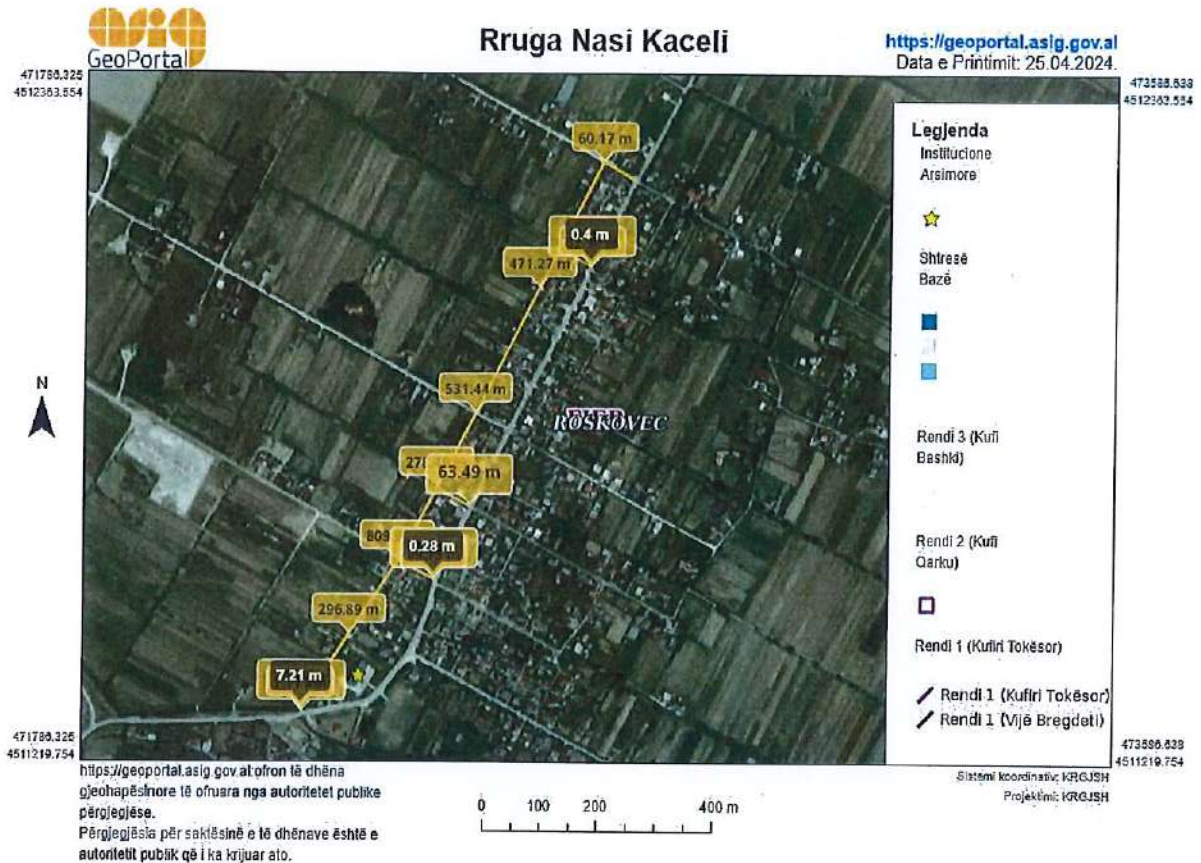 asig
GeoPortal
Rruga Nasi Kaceli
https://geoportal.asig.gov.al
Data e Printimit: 25.04.2024.
471786.325
4512363.554
473586.638
4512363.554
Legjenda
Institucione
Arsimore
Shtresë
Bazë
Rendi 3 (Kufi
Bashki)
Rendi 2 (Kufi
Qarku)
Rendi 1 (Kufiri Tokësor)
Rendi 1 (Kufiri Tokësor)
Rendi 1 (Vijë Bregdeti)
60.17 m
0.4 m
471.27 m
531.44 m
ROSKOVEC
63.49 m
0.28 m
296.89 m
7.21 m
N
471786.325
4511219.754
473586.638
4511219.754
https://geoportal.asig.gov.al ofron të dhëna
gjeohapësinore të ofruara nga autoritetet publike
përgjegjëse.
Përgjegjësia për saktësinë e të dhënave është e
autoritetit publik që i ka krijuar ato.
0 100 200 400 m
Sistemi koordinativ: KRGJSH
Projektimi: KRGJSH